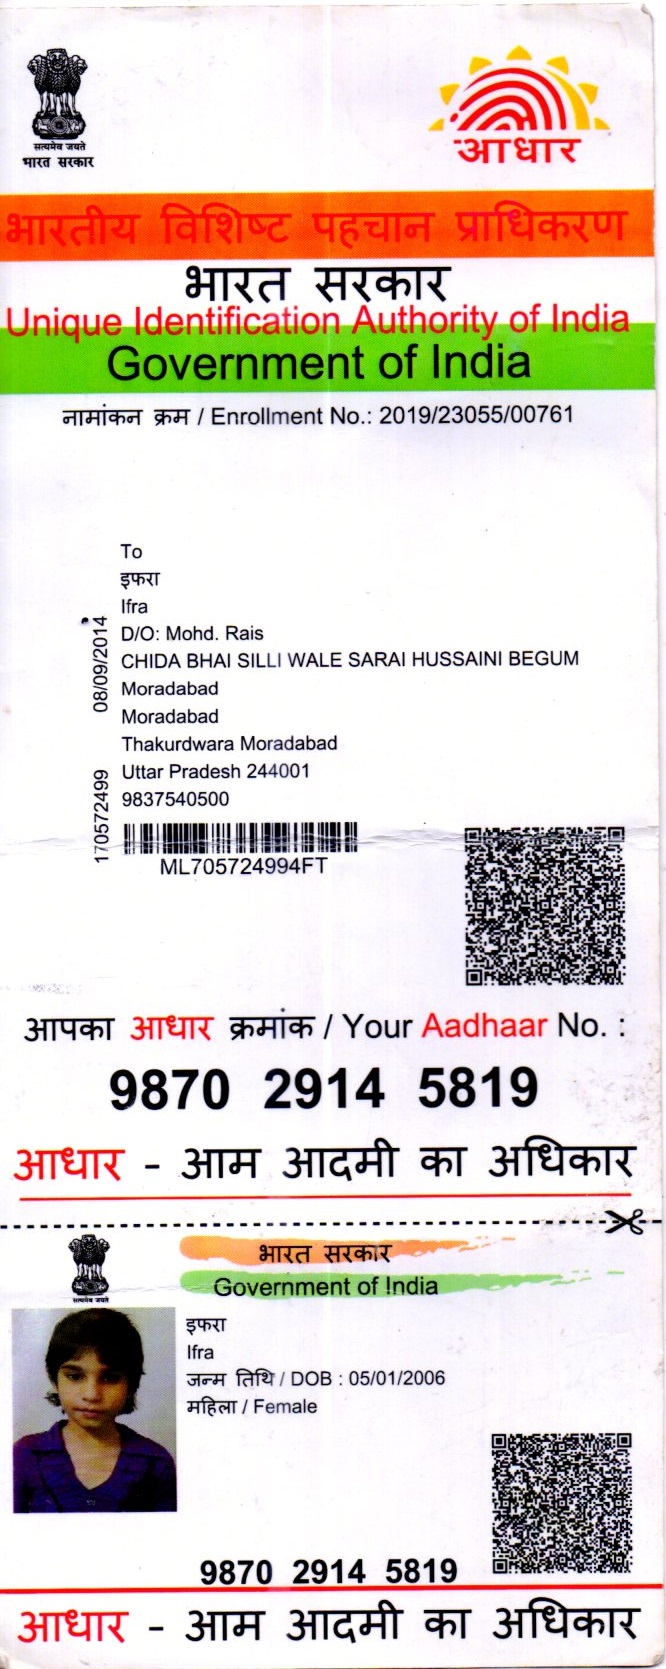 सत्यमेव जयते
भारत सरकार
आधार
भारतीय विशिष्ट पहचान प्राधिकरण
भारत सरकार
Unique Identification Authority of India
Government of India
नामांकन क्रम / Enrollment No.: 2019/23055/00761
To
इफरा
Ifra
D/O: Mohd. Rais
CHIDA BHAI SILLI WALE SARAI HUSSAINI BEGUM
Moradabad
Moradabad
Thakurdwara Moradabad
Uttar Pradesh 244001
9837540500
08/09/2014
170572499
ML705724994FT
आपका आधार क्रमांक / Your Aadhaar No. :
9870 2914 5819
आधार - आम आदमी का अधिकार
भारत सरकार
Government of India
सत्यमेव जयते
इफरा
Ifra
जन्म तिथि / DOB : 05/01/2006
महिला / Female
9870 2914 5819
आधार - आम आदमी का अधिकार